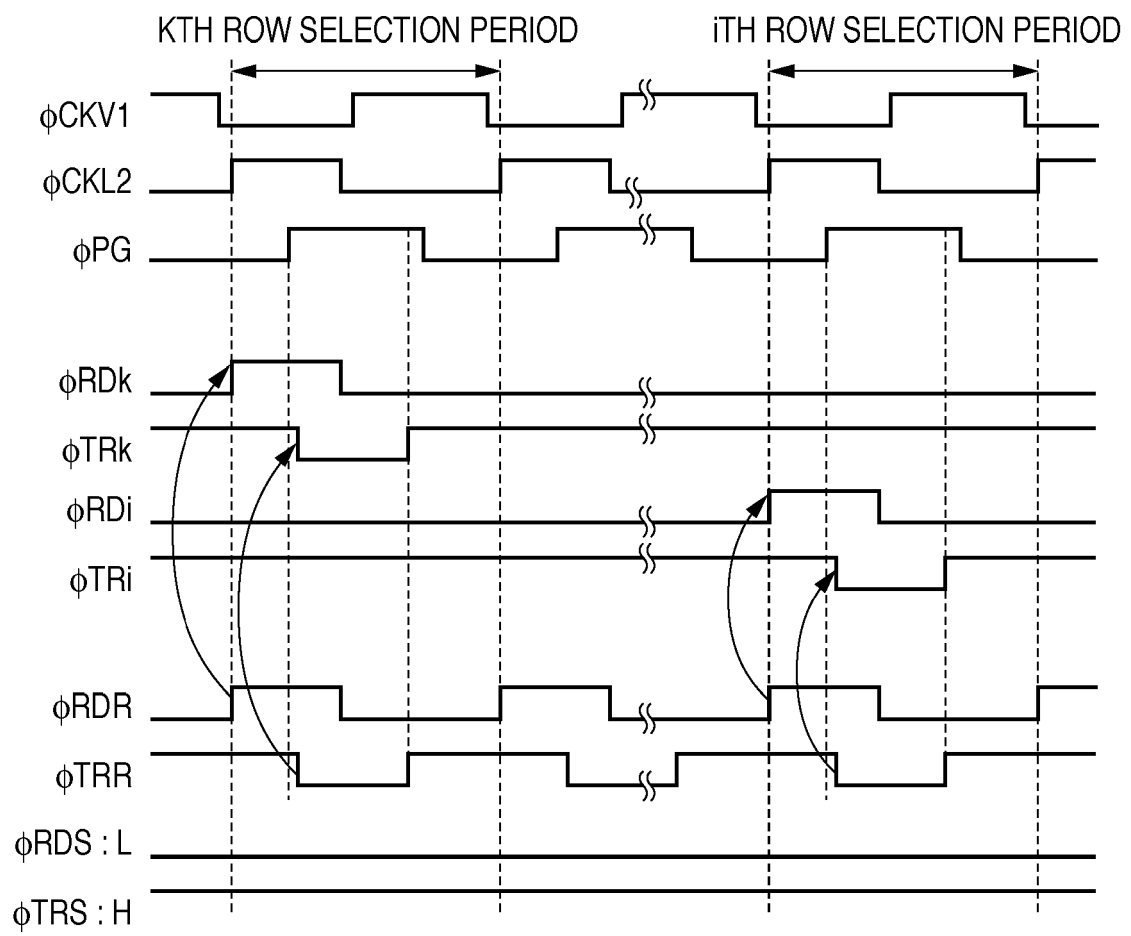 KTH ROW SELECTION PERIOD
iTH ROW SELECTION PERIOD
ϕCKV1
ϕCKL2
ϕPG
ϕRDk
ϕTRk
ϕRDi
ϕTRi
ϕRDR
ϕTRR
ϕRDS : L
ϕTRS : H